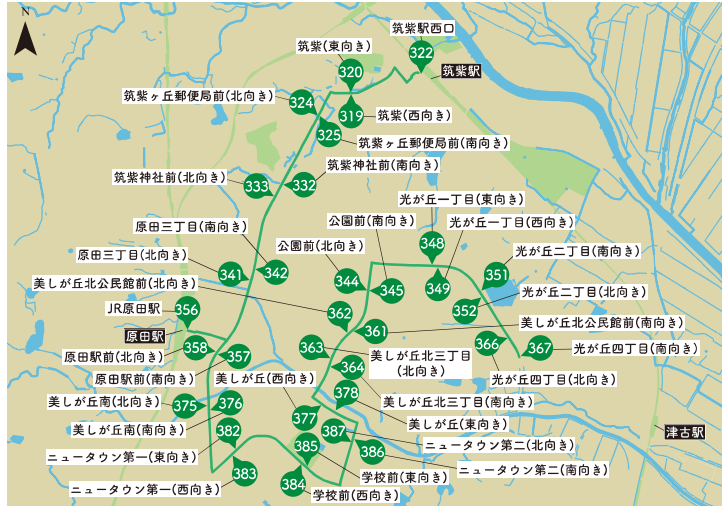 N
筑紫駅西口
322
筑紫(東向き)
320
筑紫駅
筑紫ヶ丘郵便局前(北向き)
324
319
筑紫(西向き)
325
筑紫ヶ丘郵便局前(南向き)
筑紫神社前(南向き)
筑紫神社前(北向き)
333
332
光が丘一丁目(東向き)
公園前(南向き)
光が丘一丁目(西向き)
原田三丁目(南向き)
公園前(北向き)
348
光が丘二丁目(南向き)
原田三丁目(北向き)
341
342
344
345
349
351
美しが丘北公民館前(北向き)
光が丘二丁目(北向き)
JR原田駅
356
362
352
美しが丘北公民館前(南向き)
原田駅
361
358
363
366
367
光が丘四丁目(南向き)
原田駅前(北向き)
357
美しが丘北三丁目
(北向き)
364
原田駅前(南向き)
美しが丘(西向き)
光が丘四丁目(北向き)
378
美しが丘北三丁目(南向き)
美しが丘南(北向き)
375
376
377
美しが丘(東向き)
美しが丘南(南向き)
382
387
津古駅
385
386
ニュータウン第二(北向き)
ニュータウン第一(東向き)
383
ニュータウン第二(南向き)
学校前(東向き)
384
ニュータウン第一(西向き)
学校前(西向き)